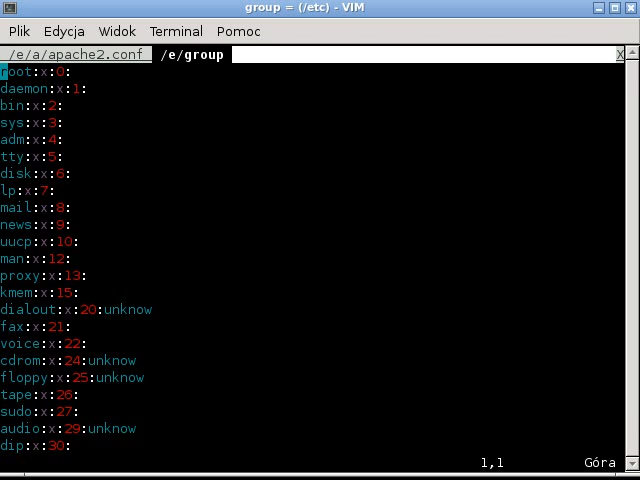 group = (/etc) - VIM
Plik Edycja Widok Terminal Pomoc
/e/a/apache2.conf /e/group X
root:x:0:
daemon:x:1:
bin:x:2:
sys:x:3:
adm:x:4:
tty:x:5:
disk:x:6:
lp:x:7:
mail:x:8:
news:x:9:
uucp:x:10:
man:x:12:
proxy:x:13:
kmem:x:15:
dialout:x:20:unknow
fax:x:21:
voice:x:22:
cdrom:x:24:unknow
floppy:x:25:unknow
tape:x:26:
sudo:x:27:
audio:x:29:unknow
dip:x:30:
1,1 Góra